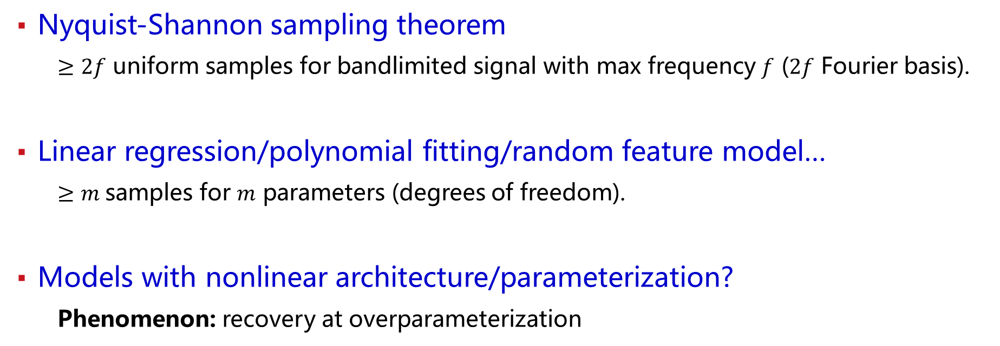 ▪ Nyquist-Shannon sampling theorem
≥ 2f uniform samples for bandlimited signal with max frequency f (2f Fourier basis).
▪ Linear regression/polynomial fitting/random feature model...
≥ m samples for m parameters (degrees of freedom).
▪ Models with nonlinear architecture/parameterization?
Phenomenon: recovery at overparameterization